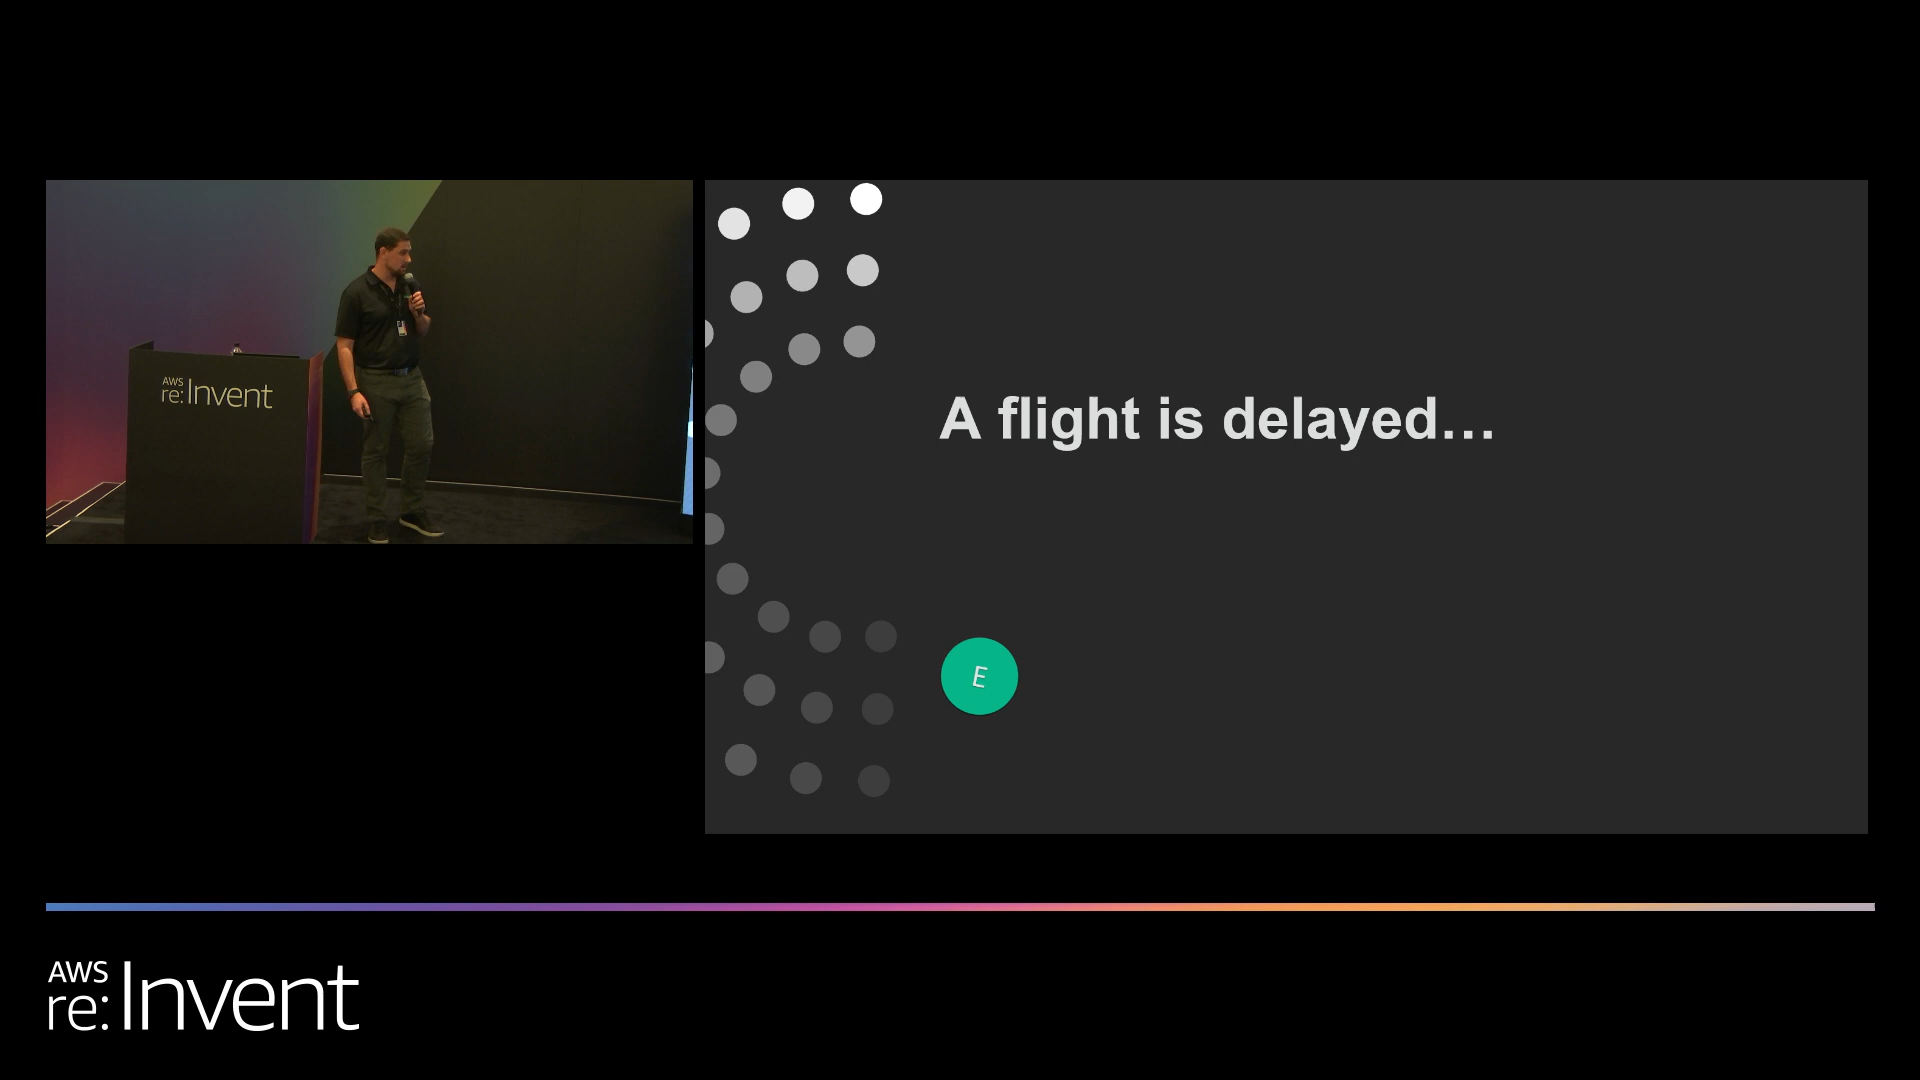 AWS
re:Invent
A flight is delayed…
E
AWS
re:Invent